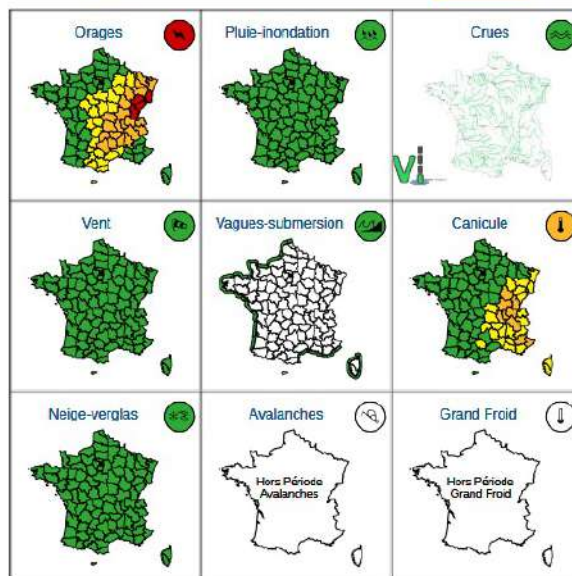 Orages
Pluie-inondation
Crues
Vi
Vent
Vagues-submersion
Canicule
Neige-verglas
Avalanches
Grand Froid
Hors Période
Avalanches
Hors Période
Grand Froid